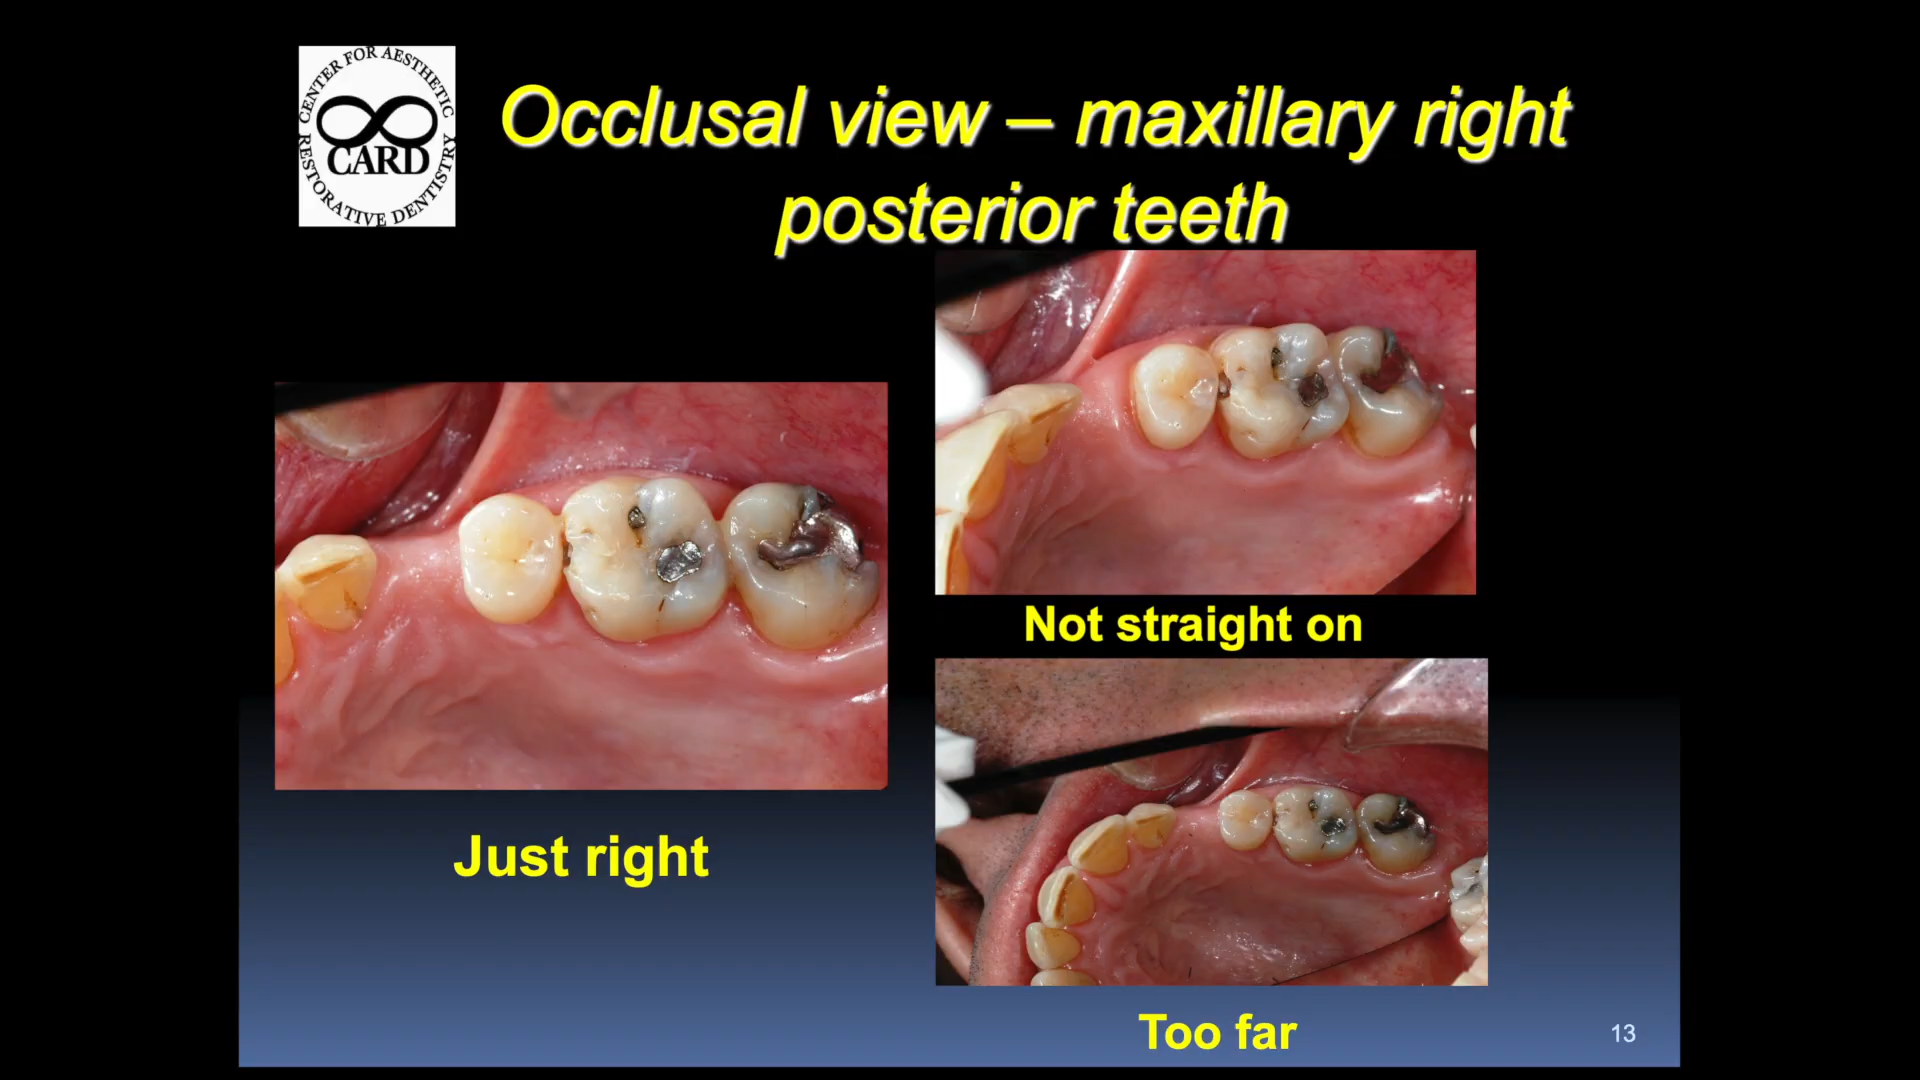 CENTER FOR AESTHETIC
RESTORATIVE DENTISTRY
CARD
Occlusal view – maxillary right
posterior teeth
Just right
Not straight on
Too far
13